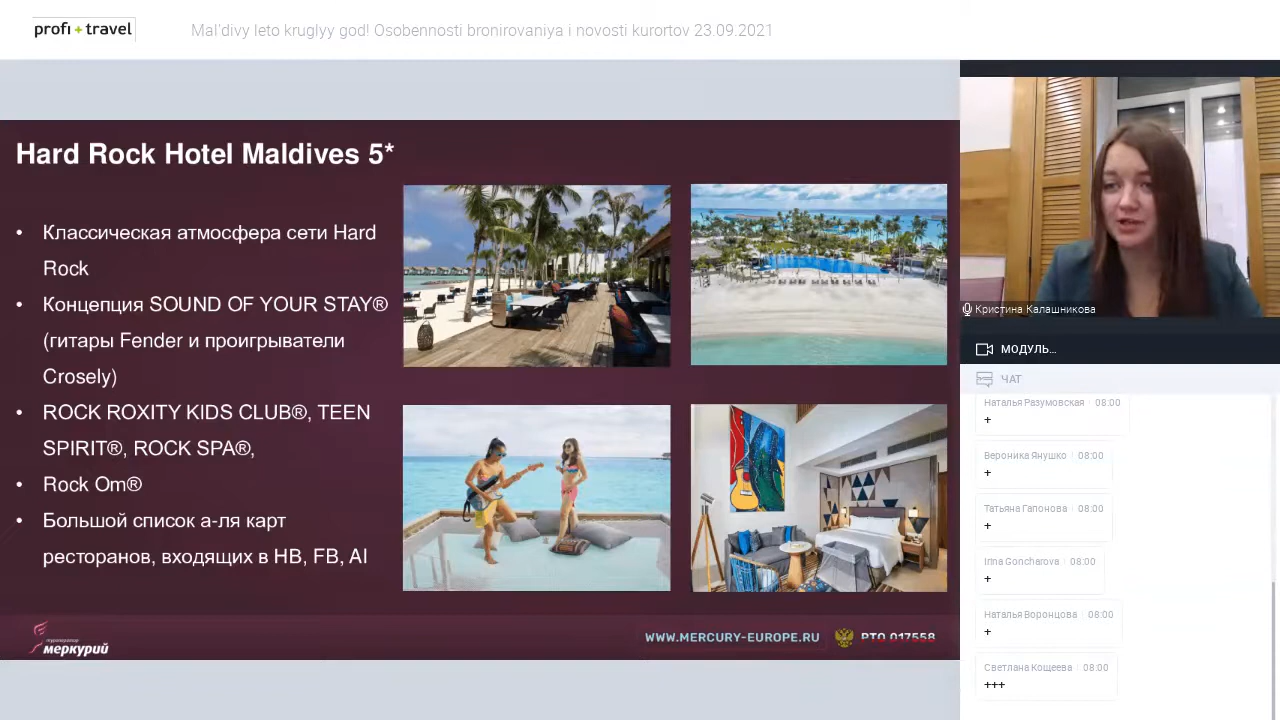 profi + travel
Mal'divy leto kruglyy god! Osobennosti bronirovaniya i novosti kurortov 23.09.2021
Hard Rock Hotel Maldives 5*
• Классическая атмосфера сети Hard
Rock
• Концепция SOUND OF YOUR STAY®
(гитары Fender и проигрыватели
Crosely)
• ROCK ROXITY KIDS CLUB®, TEEN
SPIRIT®, ROCK SPA®,
• Rock Om®
• Большой список а-ля карт
ресторанов, входящих в HB, FB, AI
туроператор
меркурий
WWW.MERCURY-EUROPE.RU
РТО 017558
Кристина Калашникова
МОДУЛЬ...
ЧАТ
Наталья Разумовская 08:00
+
Вероника Янушко 08:00
+
Татьяна Гапонова 08:00
+
Irina Goncharova 08:00
+
Наталья Воронцова 08:00
+
Светлана Кощеева 08:00
+++